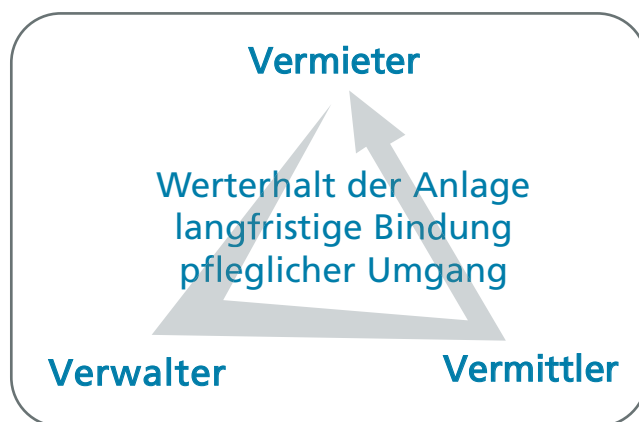 Vermieter
Werterhalt der Anlage
langfristige Bindung
pfleglicher Umgang
Verwalter
Vermittler